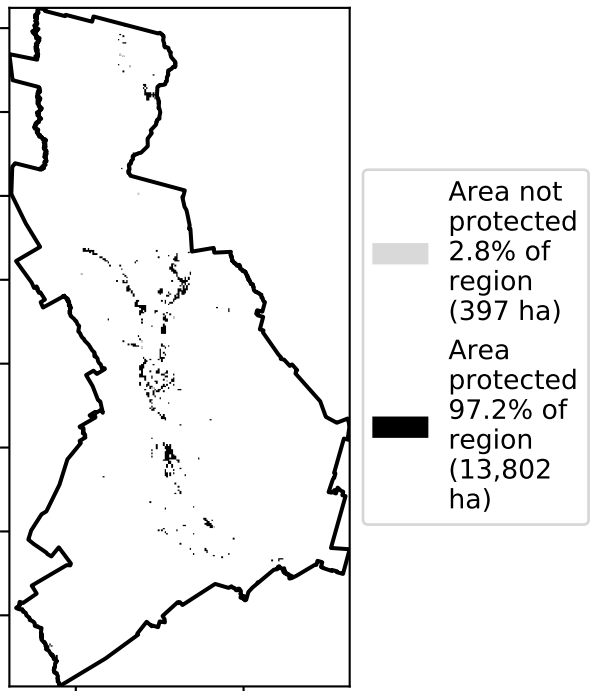 Area not
protected
2.8% of
region
(397 ha)
Area
protected
97.2% of
region
(13,802
ha)